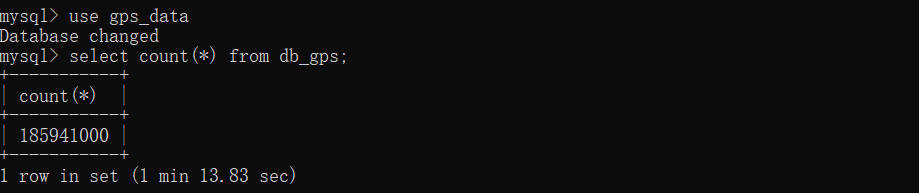 mysql> use gps_data
Database changed
mysql> select count(*) from db_gps;
+-----------+
| count(*)  |
+-----------+
| 185941000 |
+-----------+
1 row in set (1 min 13.83 sec)